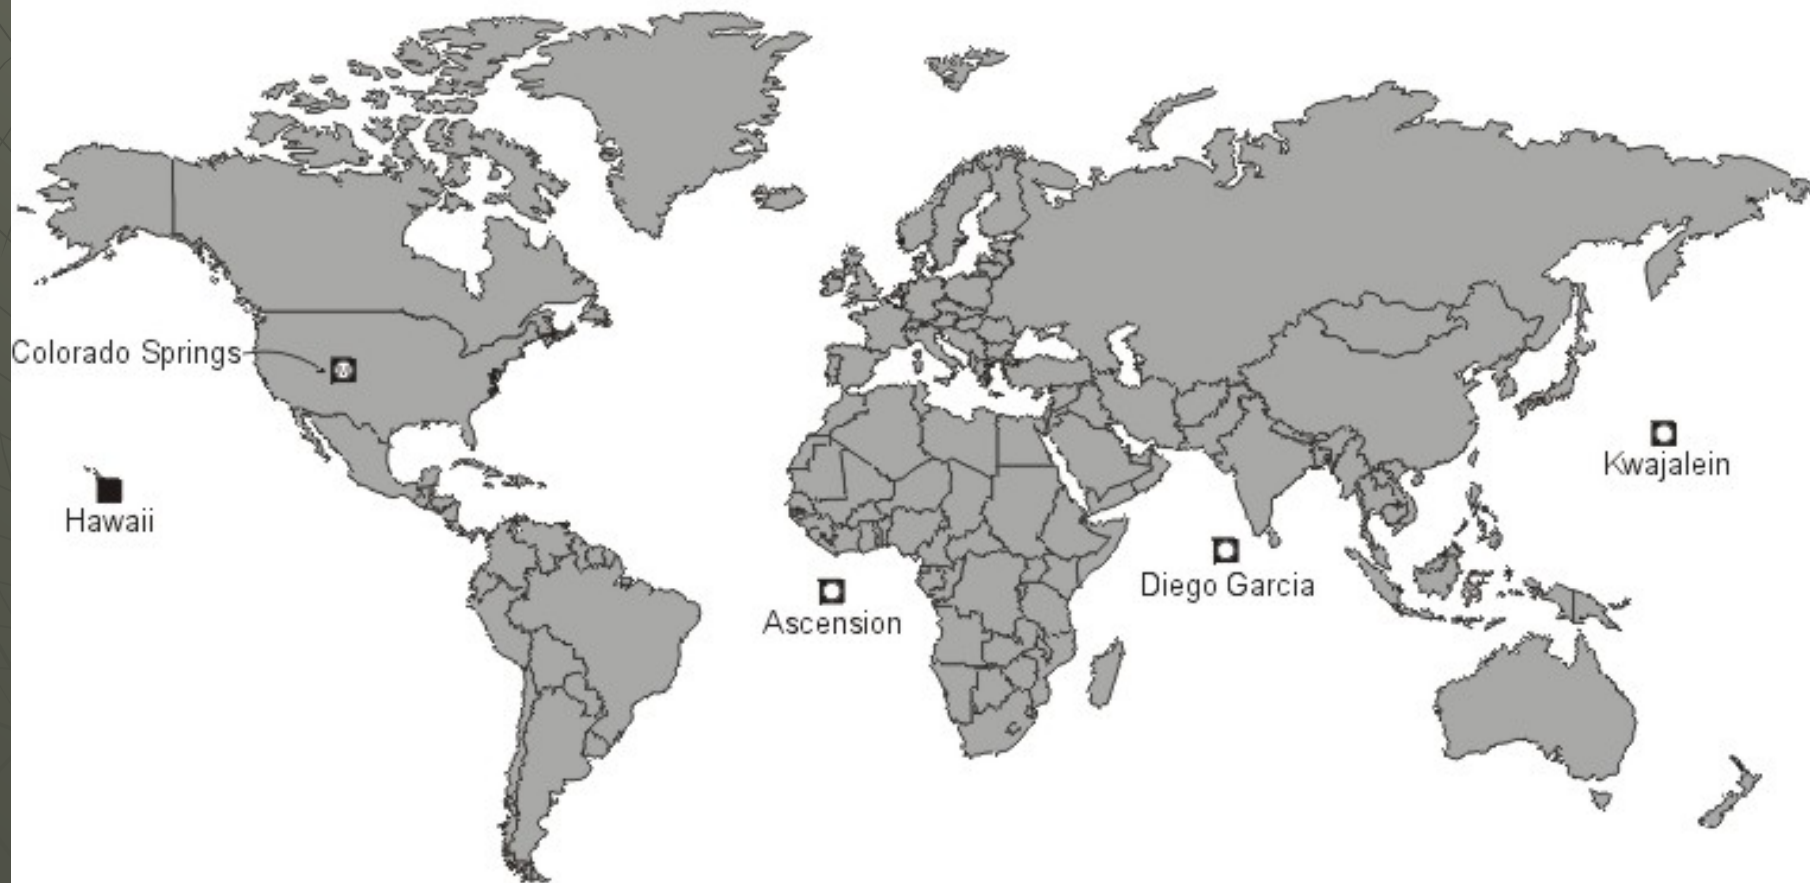 Colorado Springs
Kwajalein
Hawaii
Diego Garcia
Ascension